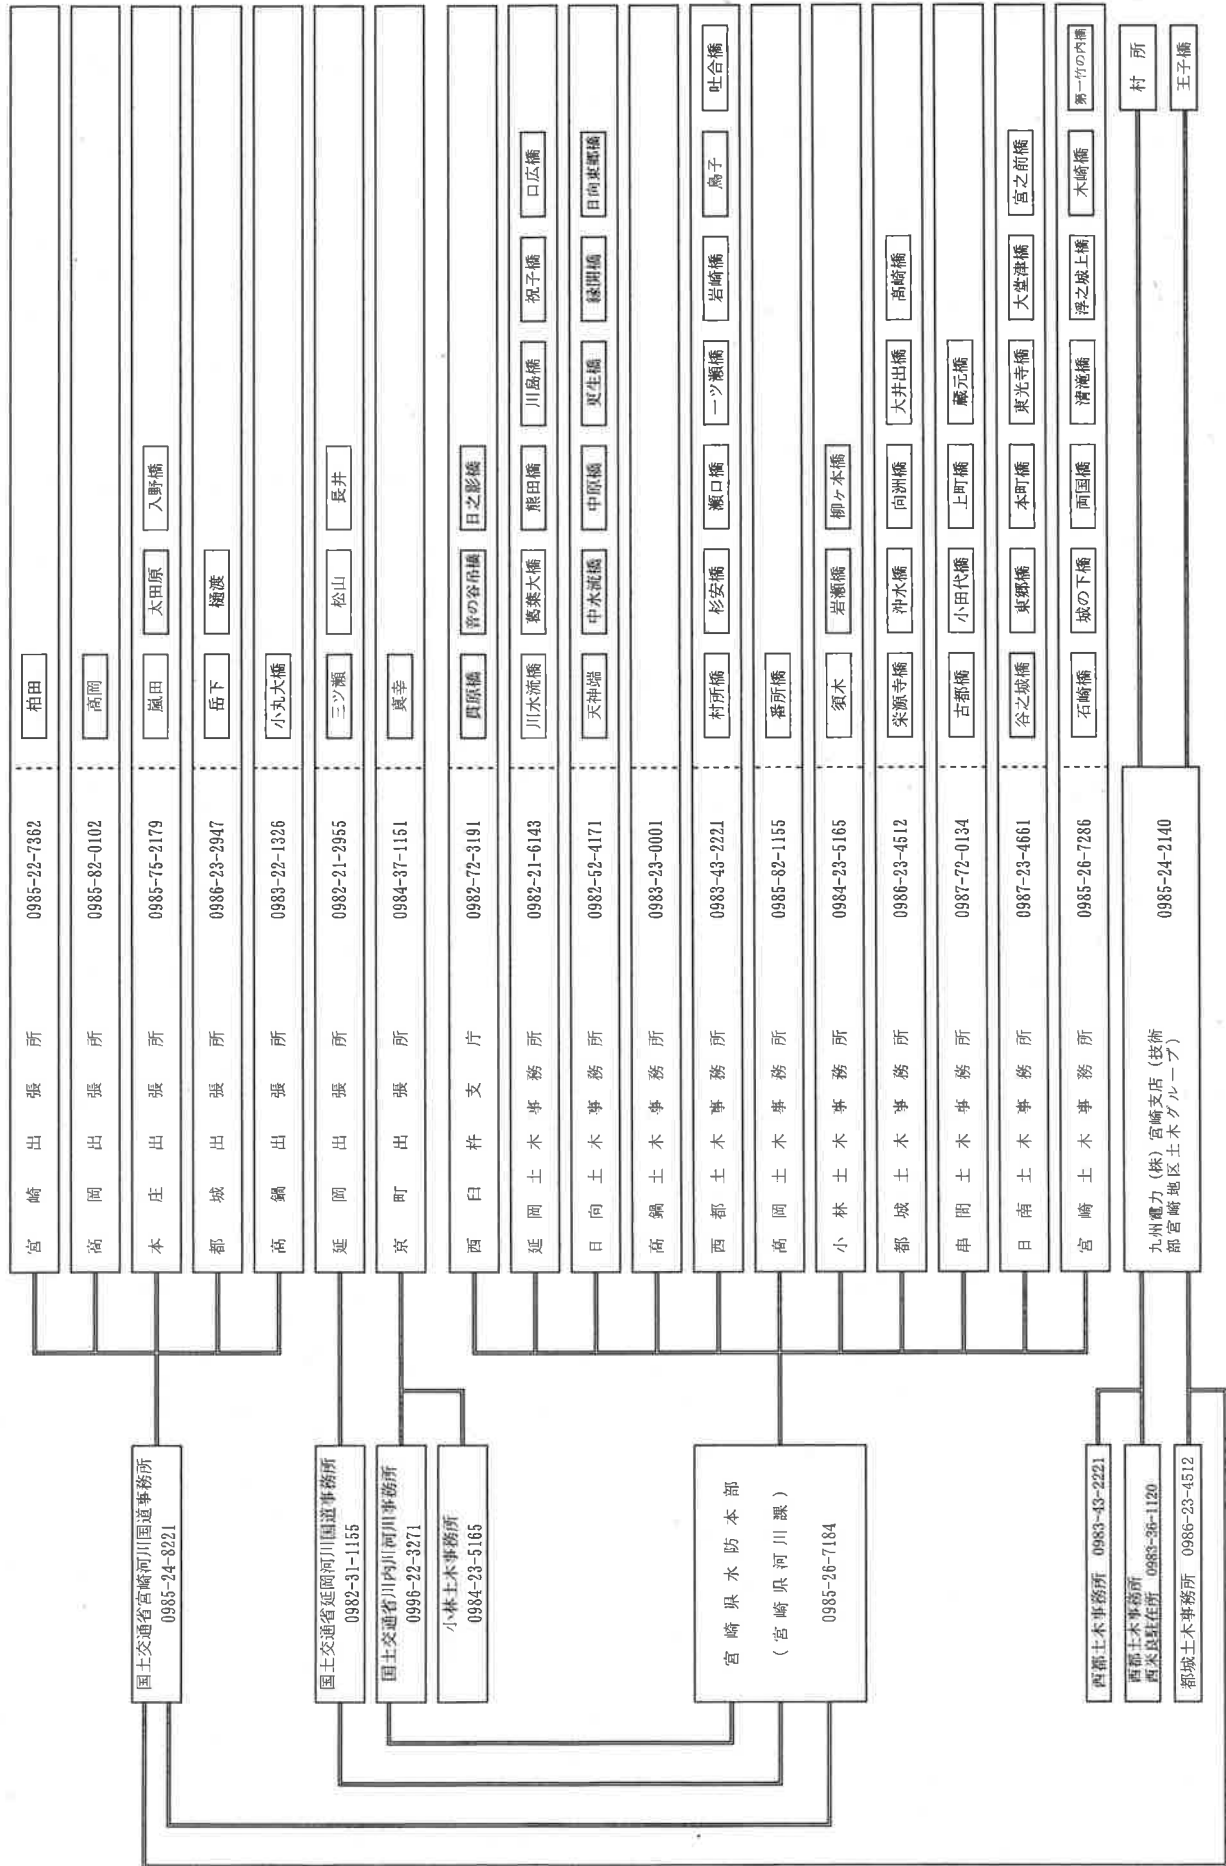 国土交通省宮崎河川国道事務所
0985-24-8221
国土交通省延岡河川国道事務所
0982-31-1155
国土交通省川内川河川事務所
0996-22-3271
小林土木事務所
0984-23-5165
宮崎県水防本部
(宮崎県河川課)
0985-26-7184
西都土木事務所 0983-43-2221
西都土木事務所
西米良駐在所 0983-36-1120
都城土木事務所 0986-23-4512
宮崎出張所 0985-22-7362 柏田
高岡出張所 0985-82-0102 高岡
本庄出張所 0985-75-2179 嵐田 太田原 入野橋
都城出張所 0986-23-2947 岳下 樋渡
高鍋出張所 0983-22-1326 小丸大橋
延岡出張所 0982-21-2955 三ツ瀬 松山 長井
京町出張所 0984-37-1151 真幸
西臼杵支庁 0982-72-3191 貫原橋 音の谷吊橋 日之影橋
延岡土木事務所 0982-21-6143 川水流橋 葛葉大橋 熊田橋 川島橋 祝子橋 口広橋
日向土木事務所 0982-52-4171 天神端 中水流橋 中原橋 更生橋 緑開橋 日向東郷橋
高鍋土木事務所 0983-23-0001
西都土木事務所 0983-43-2221 村所橋 杉安橋 瀬口橋 一ツ瀬橋 岩崎橋 鳥子 吐合橋
高岡土木事務所 0985-82-1155 番所橋
小林土木事務所 0984-23-5165 須木 岩瀬橋 柳ヶ本橋
都城土木事務所 0986-23-4512 栄源寺橋 沖水橋 向洲橋 大井出橋 高崎橋
串間土木事務所 0987-72-0134 古都橋 小田代橋 上町橋 蔵元橋
日南土木事務所 0987-23-4661 谷之城橋 東郷橋 本町橋 東光寺橋 大堂津橋 宮之前橋
宮崎土木事務所 0985-26-7286 石崎橋 城の下橋 両国橋 清滝橋 浮之城上橋 木崎橋 第一竹の内橋
九州電力(株)宮崎支店(技術
部宮崎地区土木グループ) 0985-24-2140
村所
王子橋